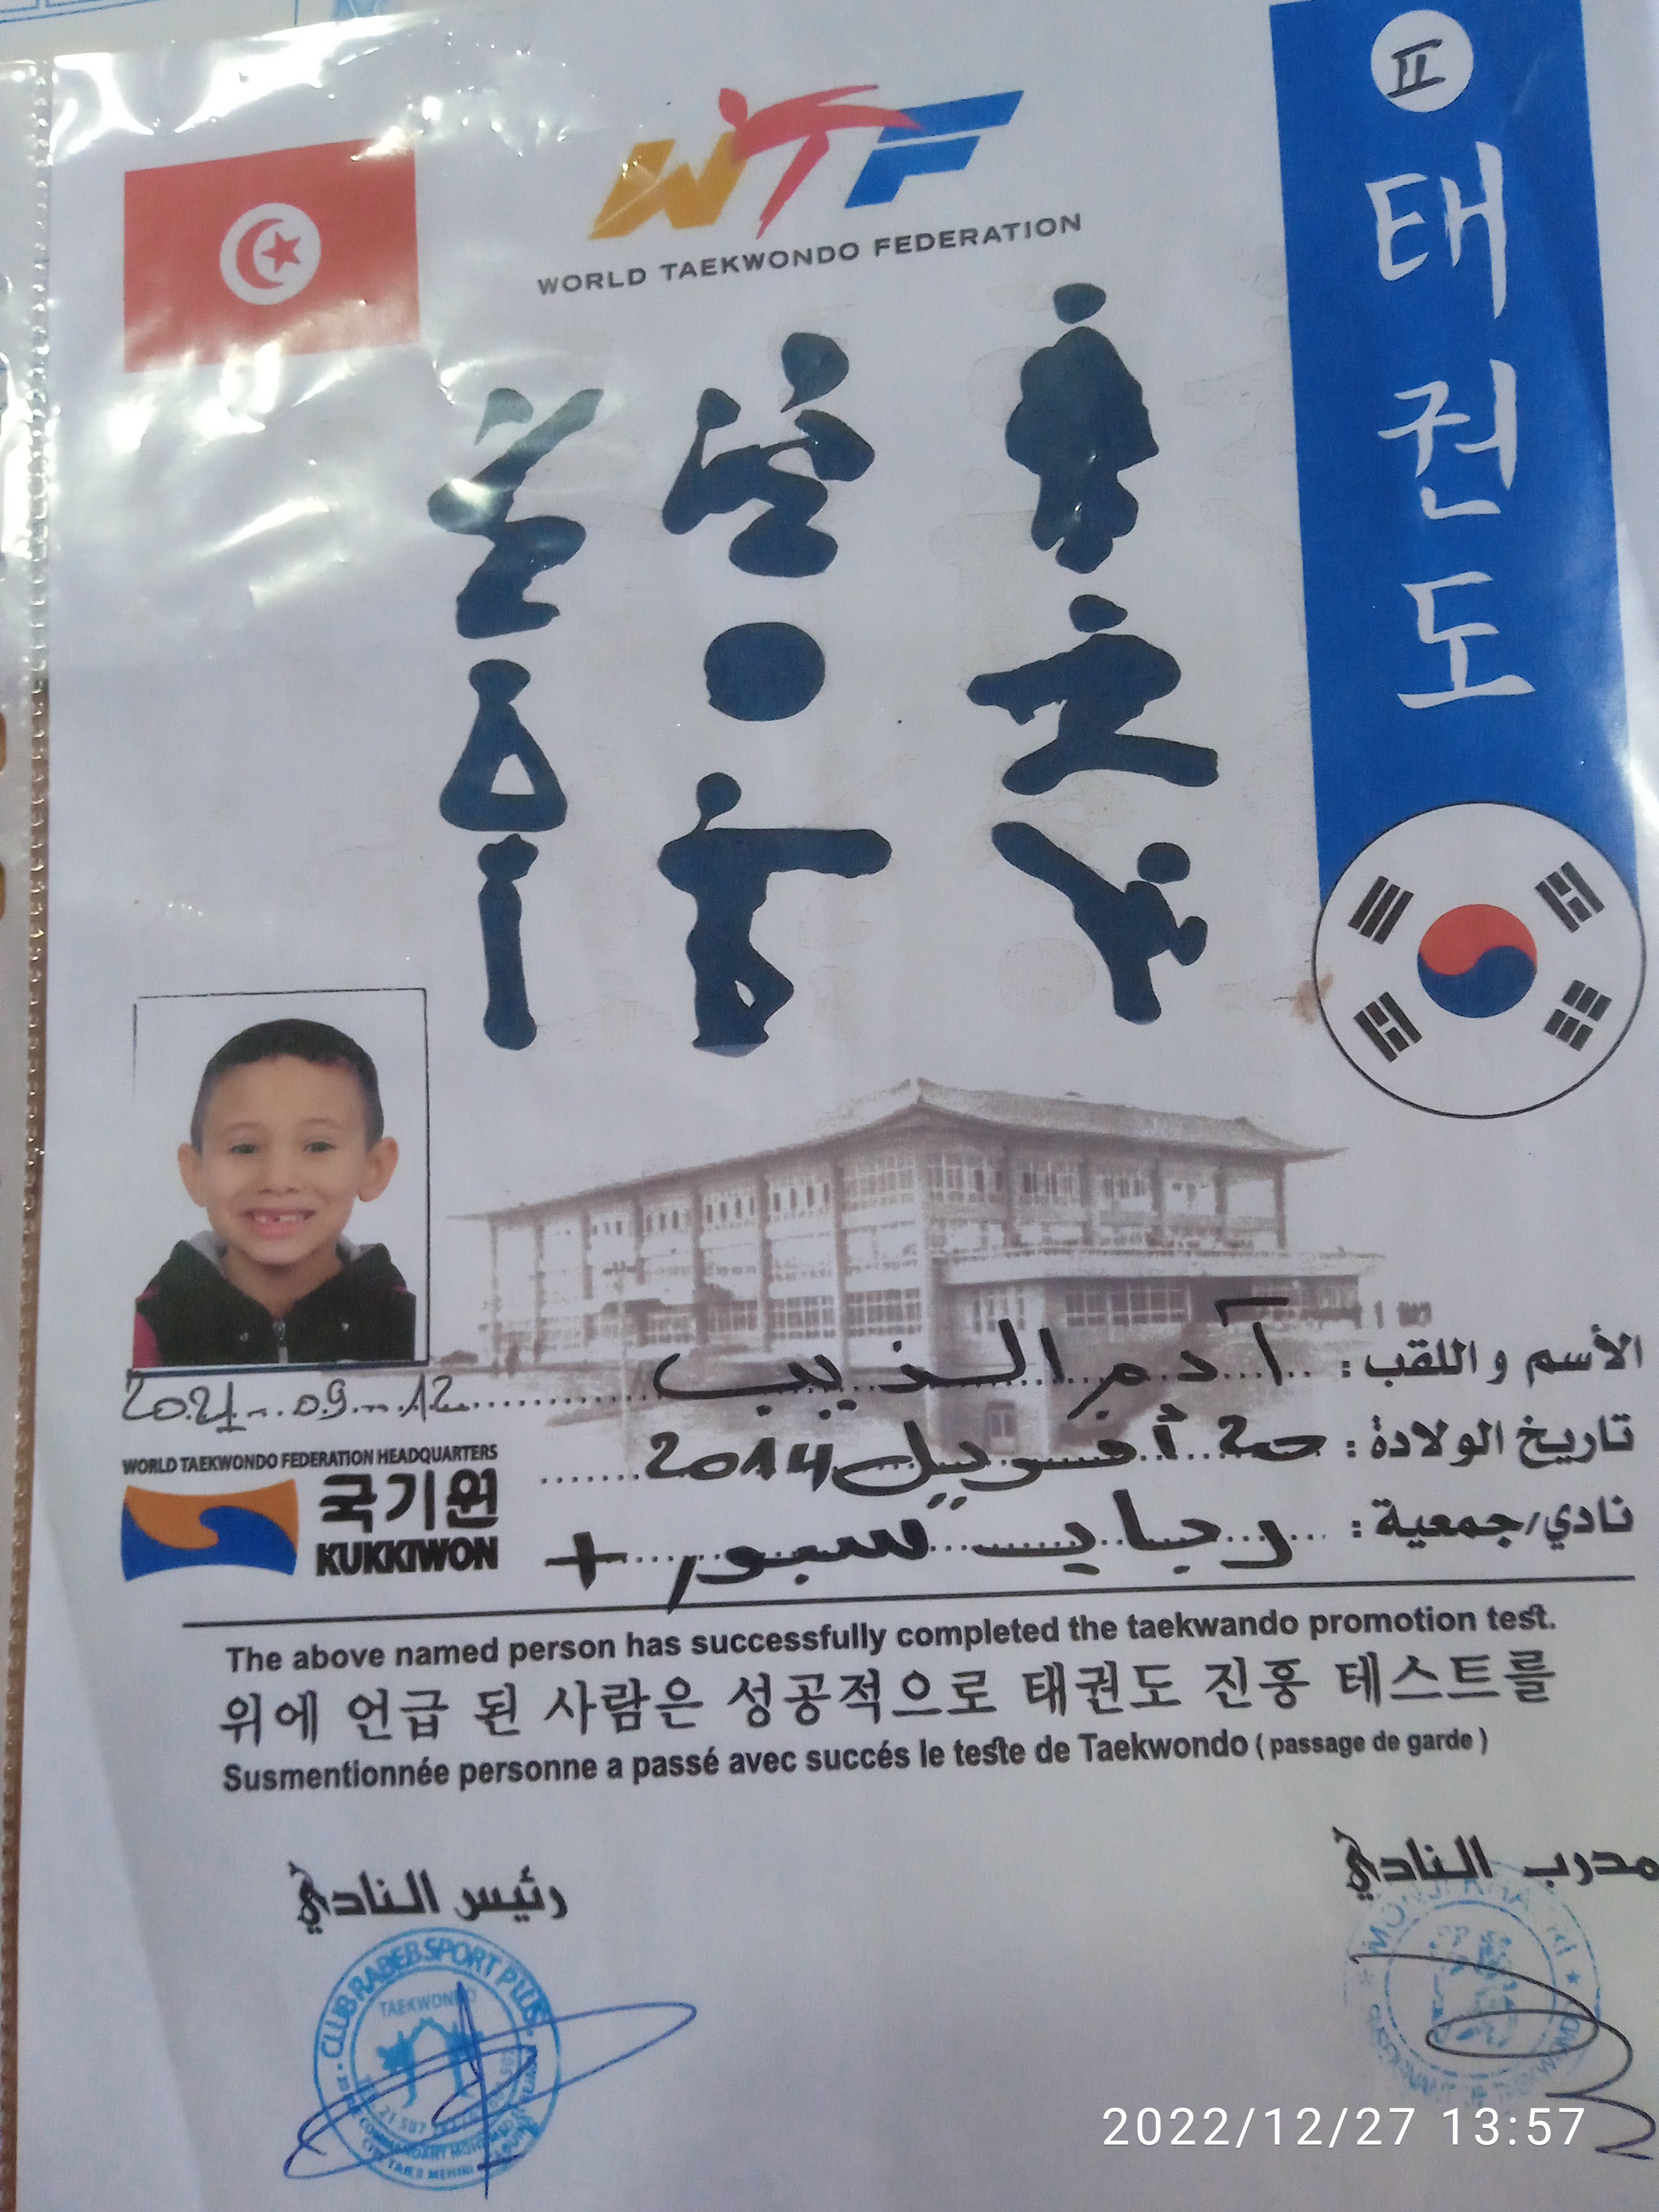 II
태권도
WTF
WORLD TAEKWONDO FEDERATION
الأسم و اللقب : آدم الذيب
2021 - 09 - 12
تاريخ الولادة : 20 أفريل 2014
نادي/جمعية : رباب سبور +
WORLD TAEKWONDO FEDERATION HEADQUARTERS
국기원
KUKKIWON
The above named person has successfully completed the taekwando promotion test.
위에 언급 된 사람은 성공적으로 태권도 진흥 테스트를
Susmentionnée personne a passé avec succés le teste de Taekwondo ( passage de garde )
مدرب النادي
رئيس النادي
CLUB RABEB SPORT PLUS
TAEKWONDO
2022/12/27 13:57